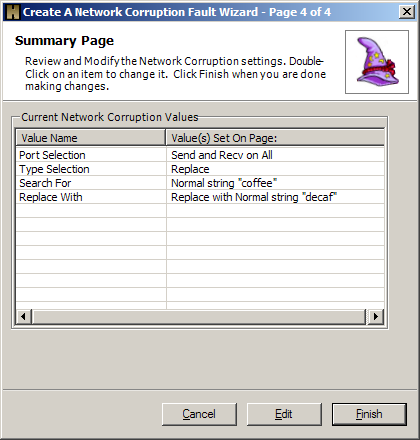 Create A Network Corruption Fault Wizard - Page 4 of 4
Summary Page
Review and Modify the Network Corruption settings. Double-
Click on an item to change it. Click Finish when you are done
making changes.
Current Network Corruption Values
Value Name Value(s) Set On Page:
Port Selection Send and Recv on All
Type Selection Replace
Search For Normal string "coffee"
Replace With Replace with Normal string "decaf"
Cancel Edit Finish